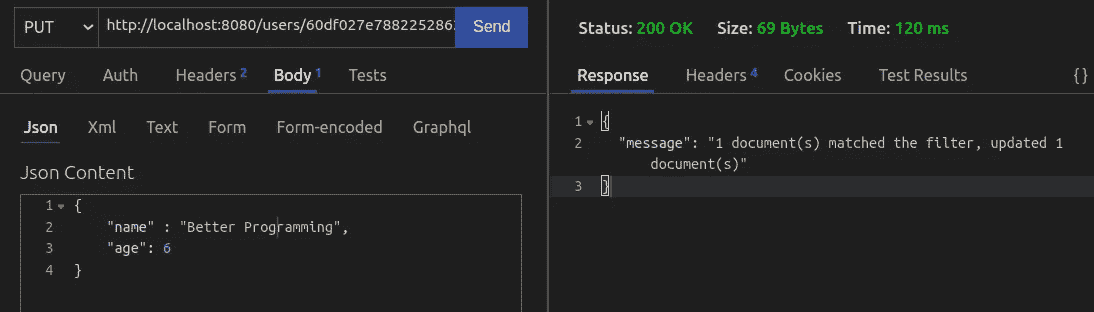 PUT http://localhost:8080/users/60df027e788225286 Send
Query Auth Headers 2 Body 1 Tests
Json Xml Text Form Form-encoded Graphql
Json Content
1 {
2 "name" : "Better Programming",
3 "age": 6
4 }
Status: 200 OK Size: 69 Bytes Time: 120 ms
Response Headers 4 Cookies Test Results {}
1 {
2 "message": "1 document(s) matched the filter, updated 1
document(s)"
3 }